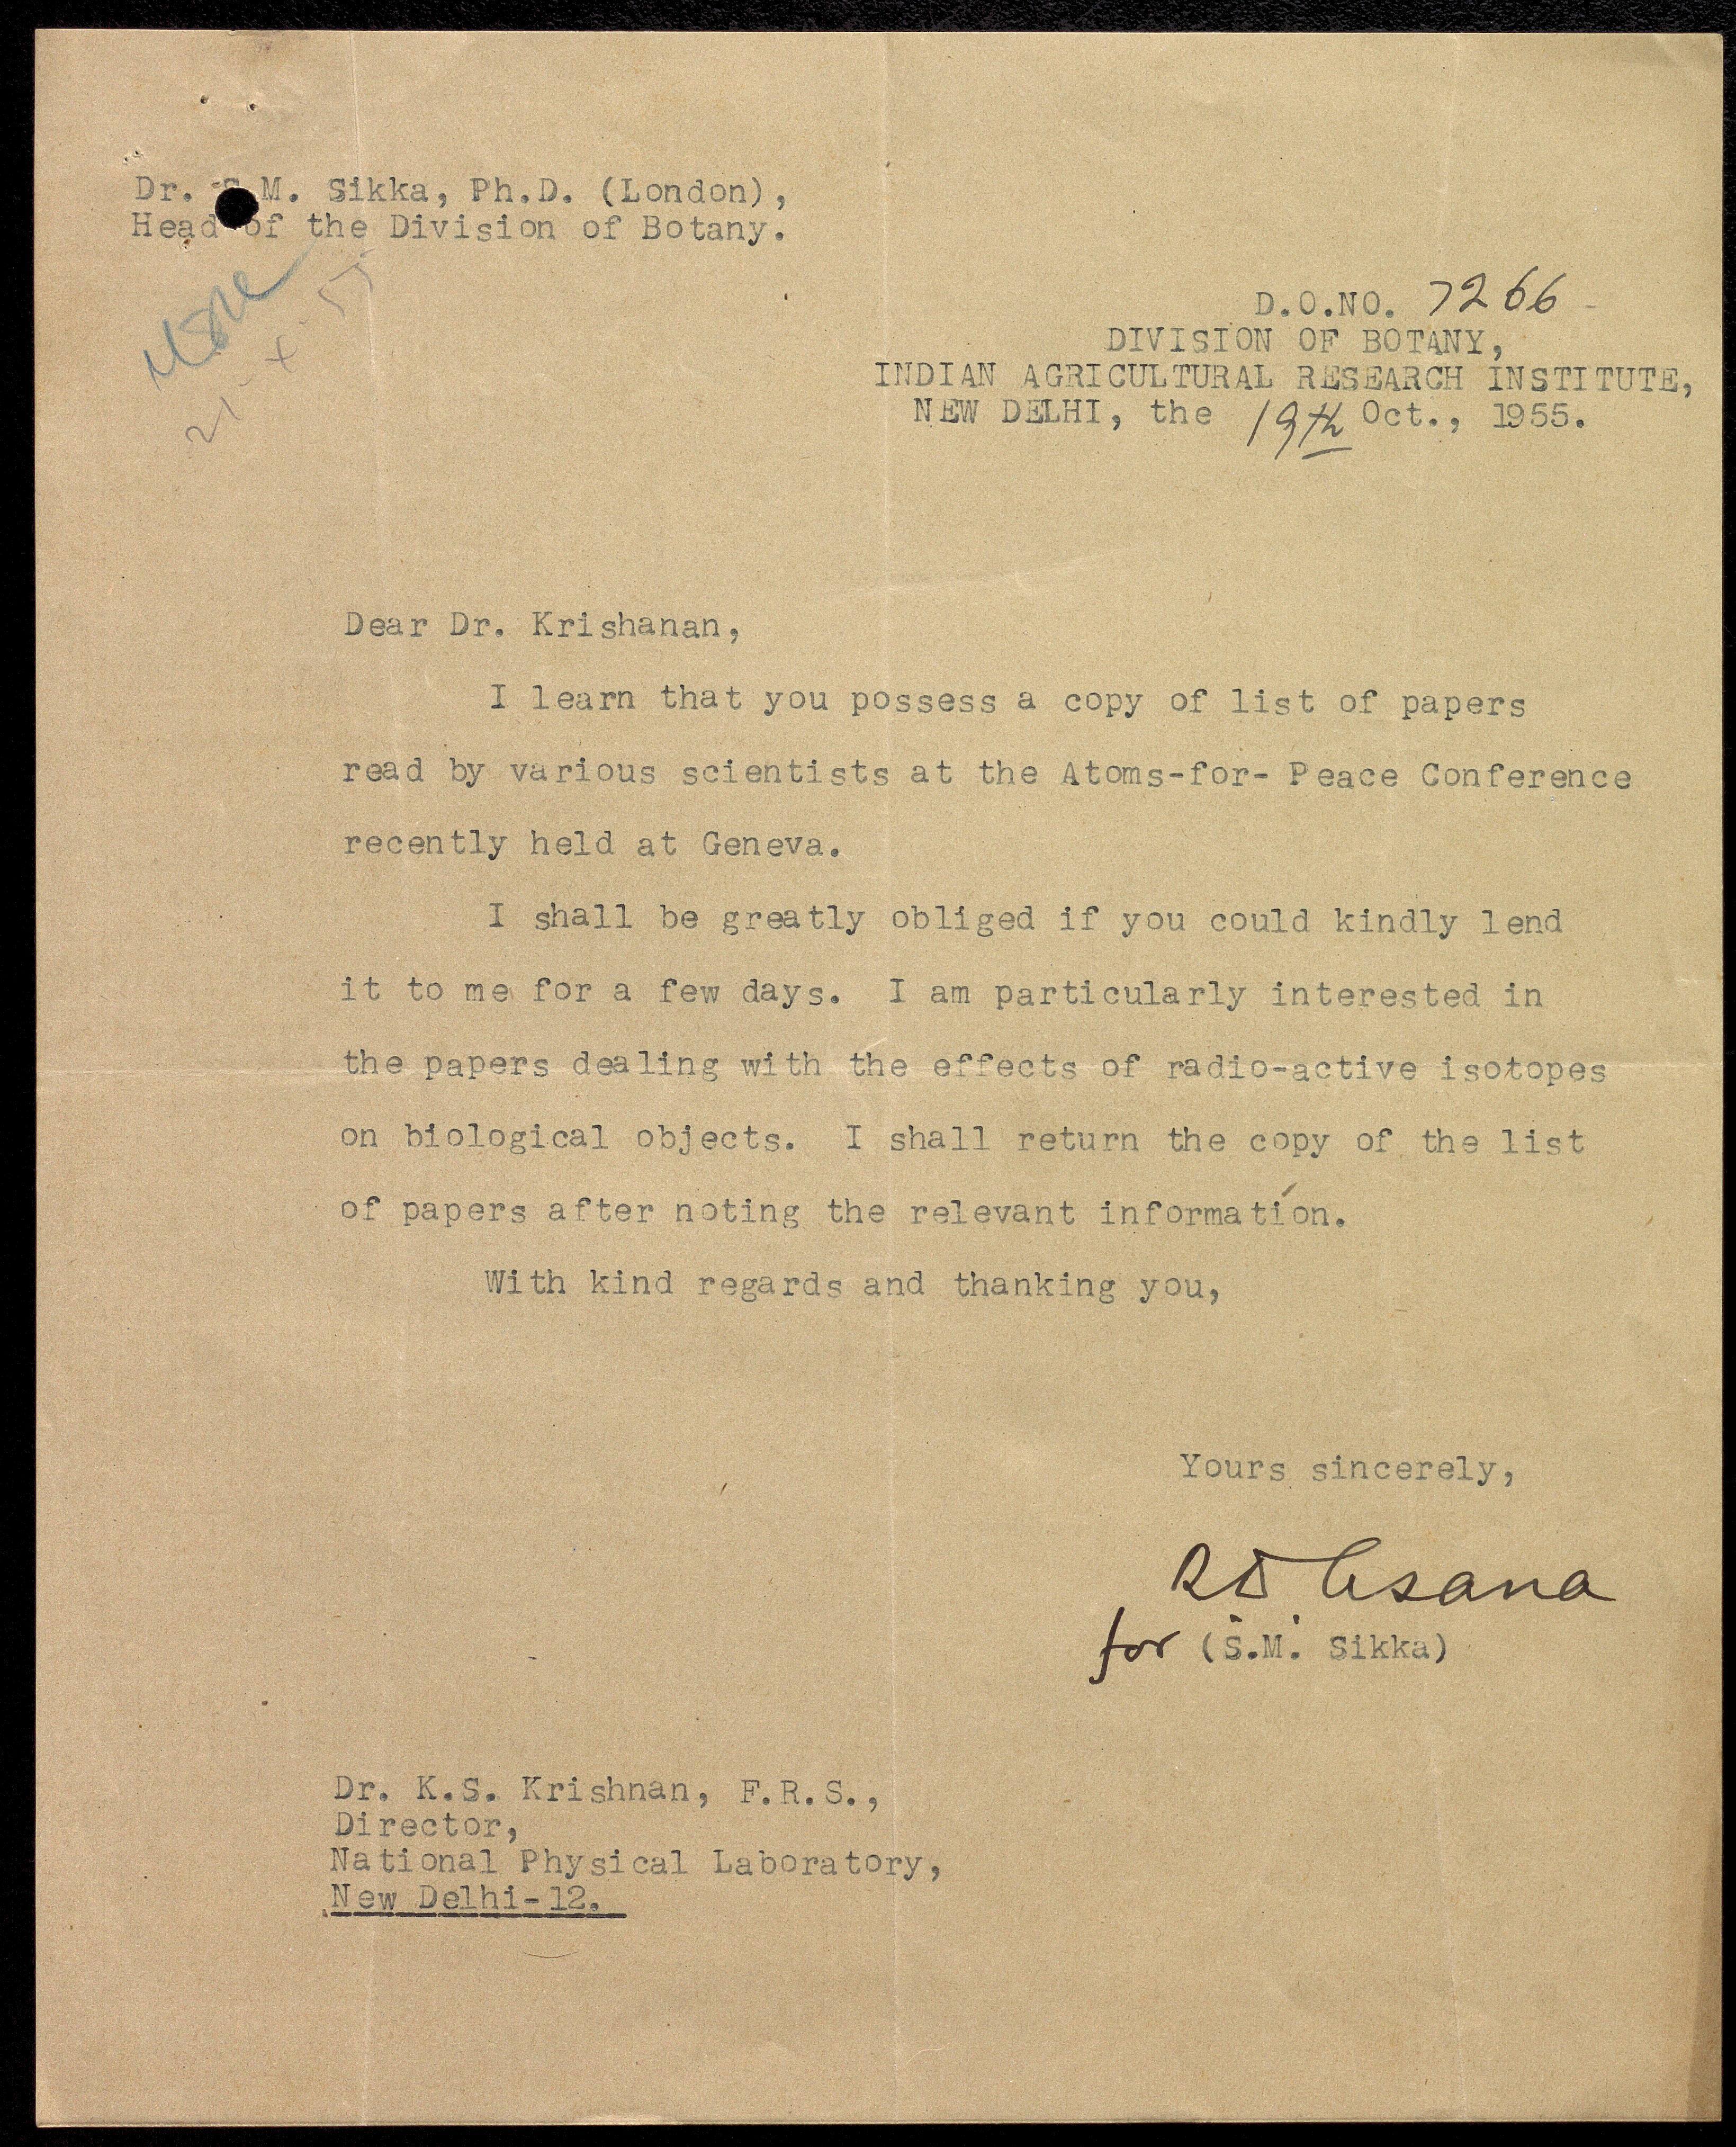 Dr. S.M. Sikka, Ph.D. (London),
Head of the Division of Botany.
21-X-55
D.O.NO. 7266
DIVISION OF BOTANY,
INDIAN AGRICULTURAL RESEARCH INSTITUTE,
NEW DELHI, the 19th Oct., 1955.
Dear Dr. Krishanan,
I learn that you possess a copy of list of papers
read by various scientists at the Atoms-for- Peace Conference
recently held at Geneva.
I shall be greatly obliged if you could kindly lend
it to me for a few days. I am particularly interested in
the papers dealing with the effects of radio-active isotopes
on biological objects. I shall return the copy of the list
of papers after noting the relevant information.
With kind regards and thanking you,
Yours sincerely,
RD Asana
for (S.M. Sikka)
Dr. K.S. Krishnan, F.R.S.,
Director,
National Physical Laboratory,
New Delhi-12.